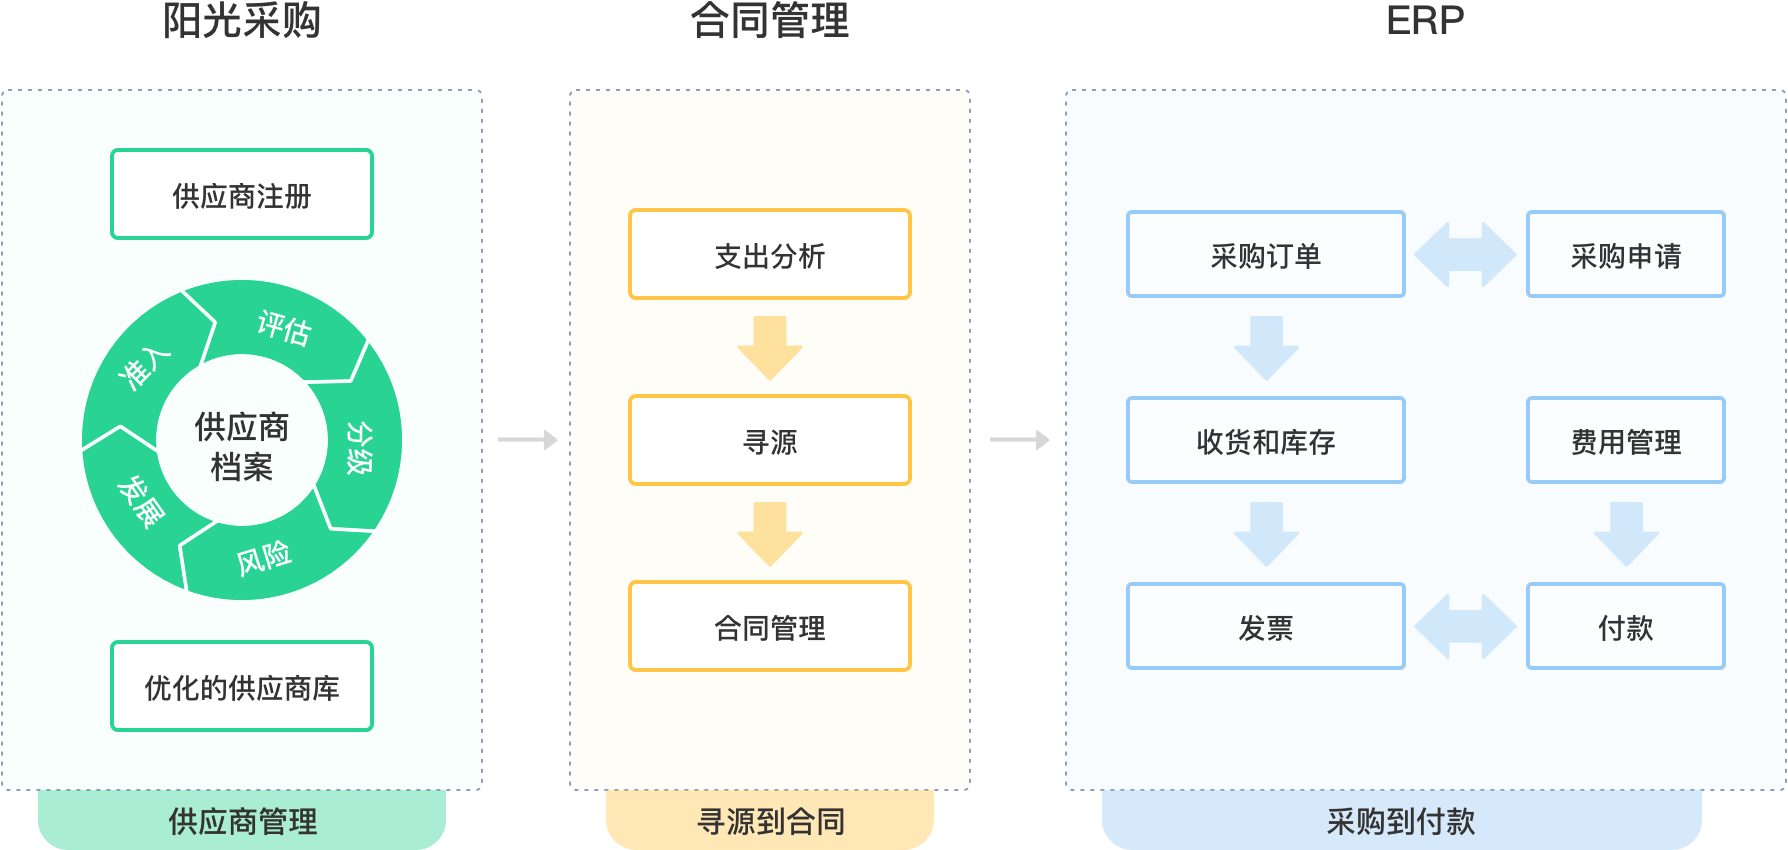 阳光采购
合同管理
ERP
供应商注册
准入
评估
分级
风险
发展
供应商
档案
优化的供应商库
供应商管理
支出分析
寻源
合同管理
寻源到合同
采购订单
采购申请
收货和库存
费用管理
发票
付款
采购到付款